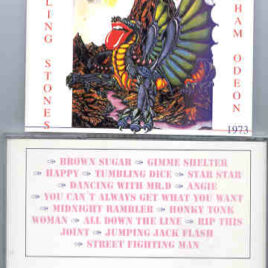 LING STONES
HAM ODEON
1973
BROWN SUGAR GIMME SHELTER
HAPPY TUMBLING DICE STAR STAR
DANCING WITH MR.D ANGIE
YOU CAN'T ALWAYS GET WHAT YOU WANT
MIDNIGHT RAMBLER HONKY TONK
WOMAN ALL DOWN THE LINE RIP THIS
JOINT JUMPING JACK FLASH
STREET FIGHTING MAN